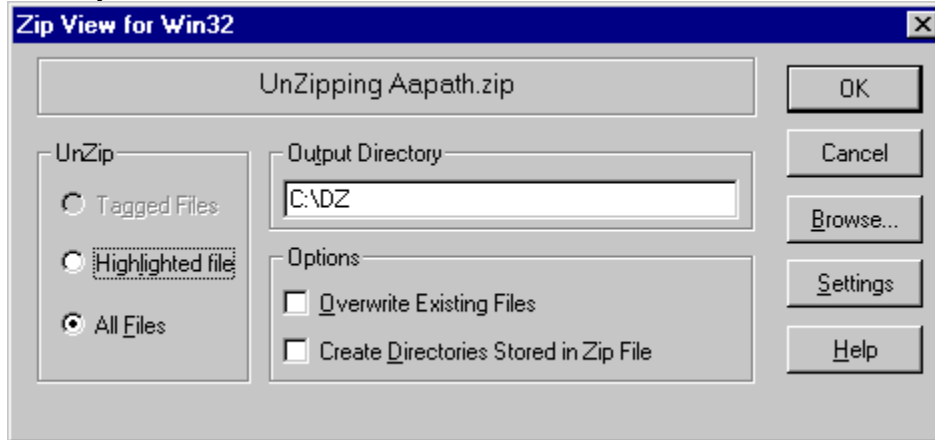 Zip View for Win32
UnZipping Aapath.zip
OK
UnZip
Output Directory
Cancel
Tagged Files
C:\DZ
Browse...
Highlighted file
Options
Settings
Overwrite Existing Files
All Files
Create Directories Stored in Zip File
Help